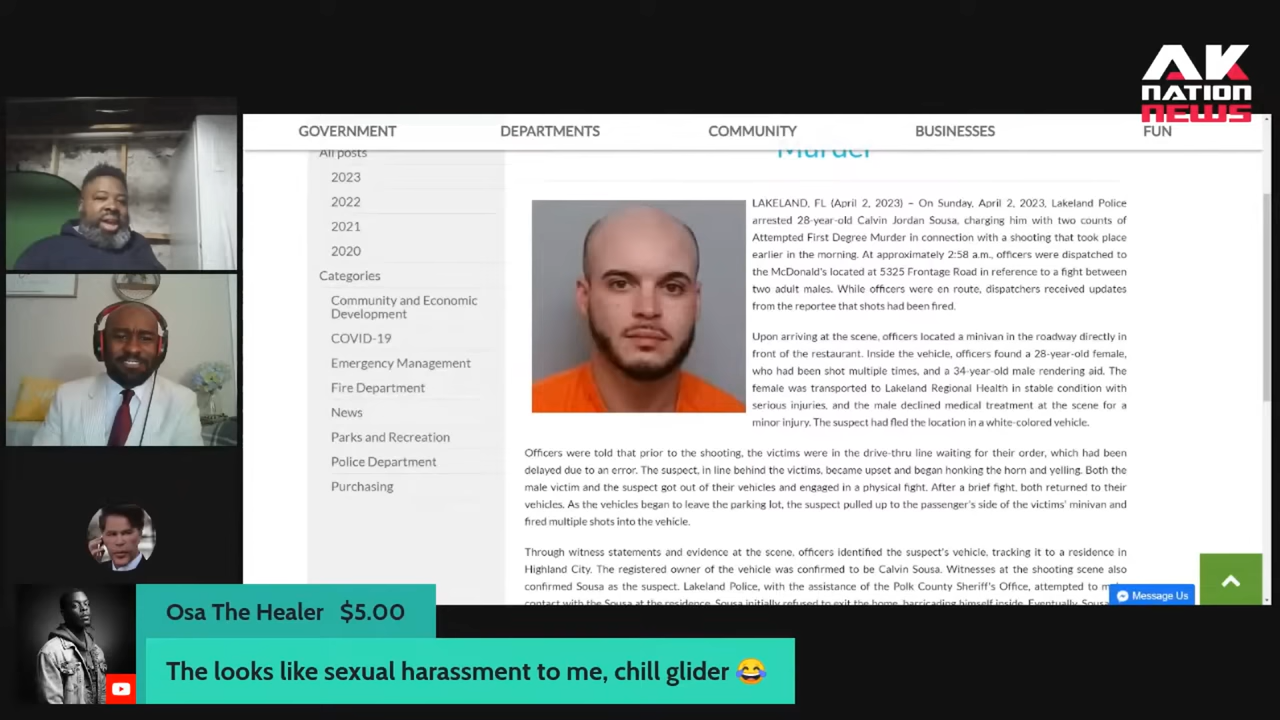 AK
NATION
NEWS
GOVERNMENT
DEPARTMENTS
COMMUNITY
BUSINESSES
FUN
All posts
2023
2022
2021
2020
Categories
Community and Economic
Development
COVID-19
Emergency Management
Fire Department
News
Parks and Recreation
Police Department
Purchasing
Murder
LAKELAND, FL (April 2, 2023) – On Sunday, April 2, 2023, Lakeland Police
arrested 28-year-old Calvin Jordan Sousa, charging him with two counts of
Attempted First Degree Murder in connection with a shooting that took place
earlier in the morning. At approximately 2:58 a.m., officers were dispatched to
the McDonald's located at 5325 Frontage Road in reference to a fight between
two adult males. While officers were en route, dispatchers received updates
from the reportee that shots had been fired.
Upon arriving at the scene, officers located a minivan in the roadway directly in
front of the restaurant. Inside the vehicle, officers found a 28-year-old female,
who had been shot multiple times, and a 34-year-old male rendering aid. The
female was transported to Lakeland Regional Health in stable condition with
serious injuries, and the male declined medical treatment at the scene for a
minor injury. The suspect had fled the location in a white-colored vehicle.
Officers were told that prior to the shooting, the victims were in the drive-thru line waiting for their order, which had been
delayed due to an error. The suspect, in line behind the victims, became upset and began honking the horn and yelling. Both the
male victim and the suspect got out of their vehicles and engaged in a physical fight. After a brief fight, both returned to their
vehicles. As the vehicles began to leave the parking lot, the suspect pulled up to the passenger's side of the victims' minivan and
fired multiple shots into the vehicle.
Through witness statements and evidence at the scene, officers identified the suspect's vehicle, tracking it to a residence in
Highland City. The registered owner of the vehicle was confirmed to be Calvin Sousa. Witnesses at the shooting scene also
confirmed Sousa as the suspect. Lakeland Police, with the assistance of the Polk County Sheriff's Office, attempted to
contact with the Sousa at the residence. Sousa initially refused to exit the home, barricading himself inside. Eventually, Sousa
Message Us
Osa The Healer $5.00
The looks like sexual harassment to me, chill glider 😂